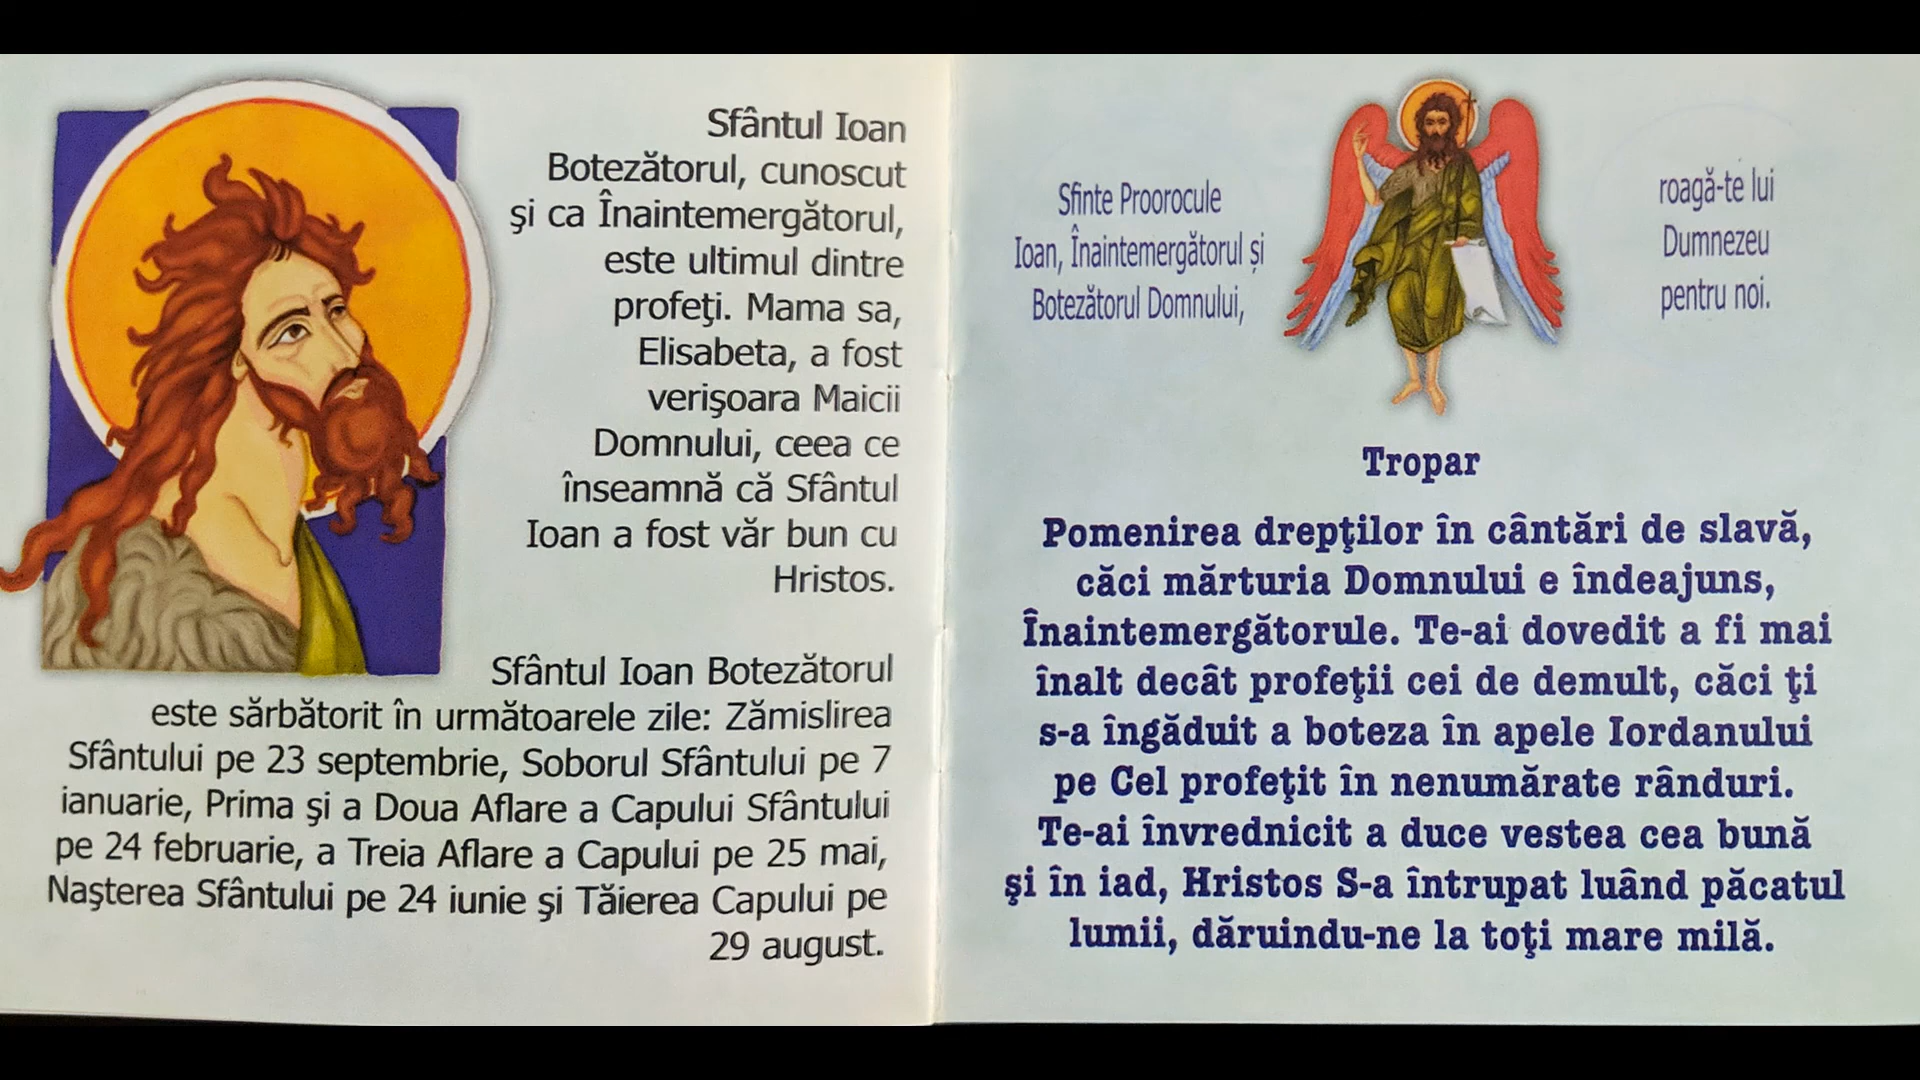 Sfântul Ioan
Botezătorul, cunoscut
şi ca Înaintemergătorul,
este ultimul dintre
profeţi. Mama sa,
Elisabeta, a fost
verişoara Maicii
Domnului, ceea ce
înseamnă că Sfântul
Ioan a fost văr bun cu
Hristos.
Sfântul Ioan Botezătorul
este sărbătorit în următoarele zile: Zămislirea
Sfântului pe 23 septembrie, Soborul Sfântului pe 7
ianuarie, Prima şi a Doua Aflare a Capului Sfântului
pe 24 februarie, a Treia Aflare a Capului pe 25 mai,
Naşterea Sfântului pe 24 iunie şi Tăierea Capului pe
29 august.
Sfinte Proorocule
Ioan, Înaintemergătorul și
Botezătorul Domnului,
roagă-te lui
Dumnezeu
pentru noi.
Tropar
Pomenirea drepţilor în cântări de slavă,
căci mărturia Domnului e îndeajuns,
Înaintemergătorule. Te-ai dovedit a fi mai
înalt decât profeţii cei de demult, căci ţi
s-a îngăduit a boteza în apele Iordanului
pe Cel profeţit în nenumărate rânduri.
Te-ai învrednicit a duce vestea cea bună
şi în iad, Hristos S-a întrupat luând păcatul
lumii, dăruindu-ne la toţi mare milă.